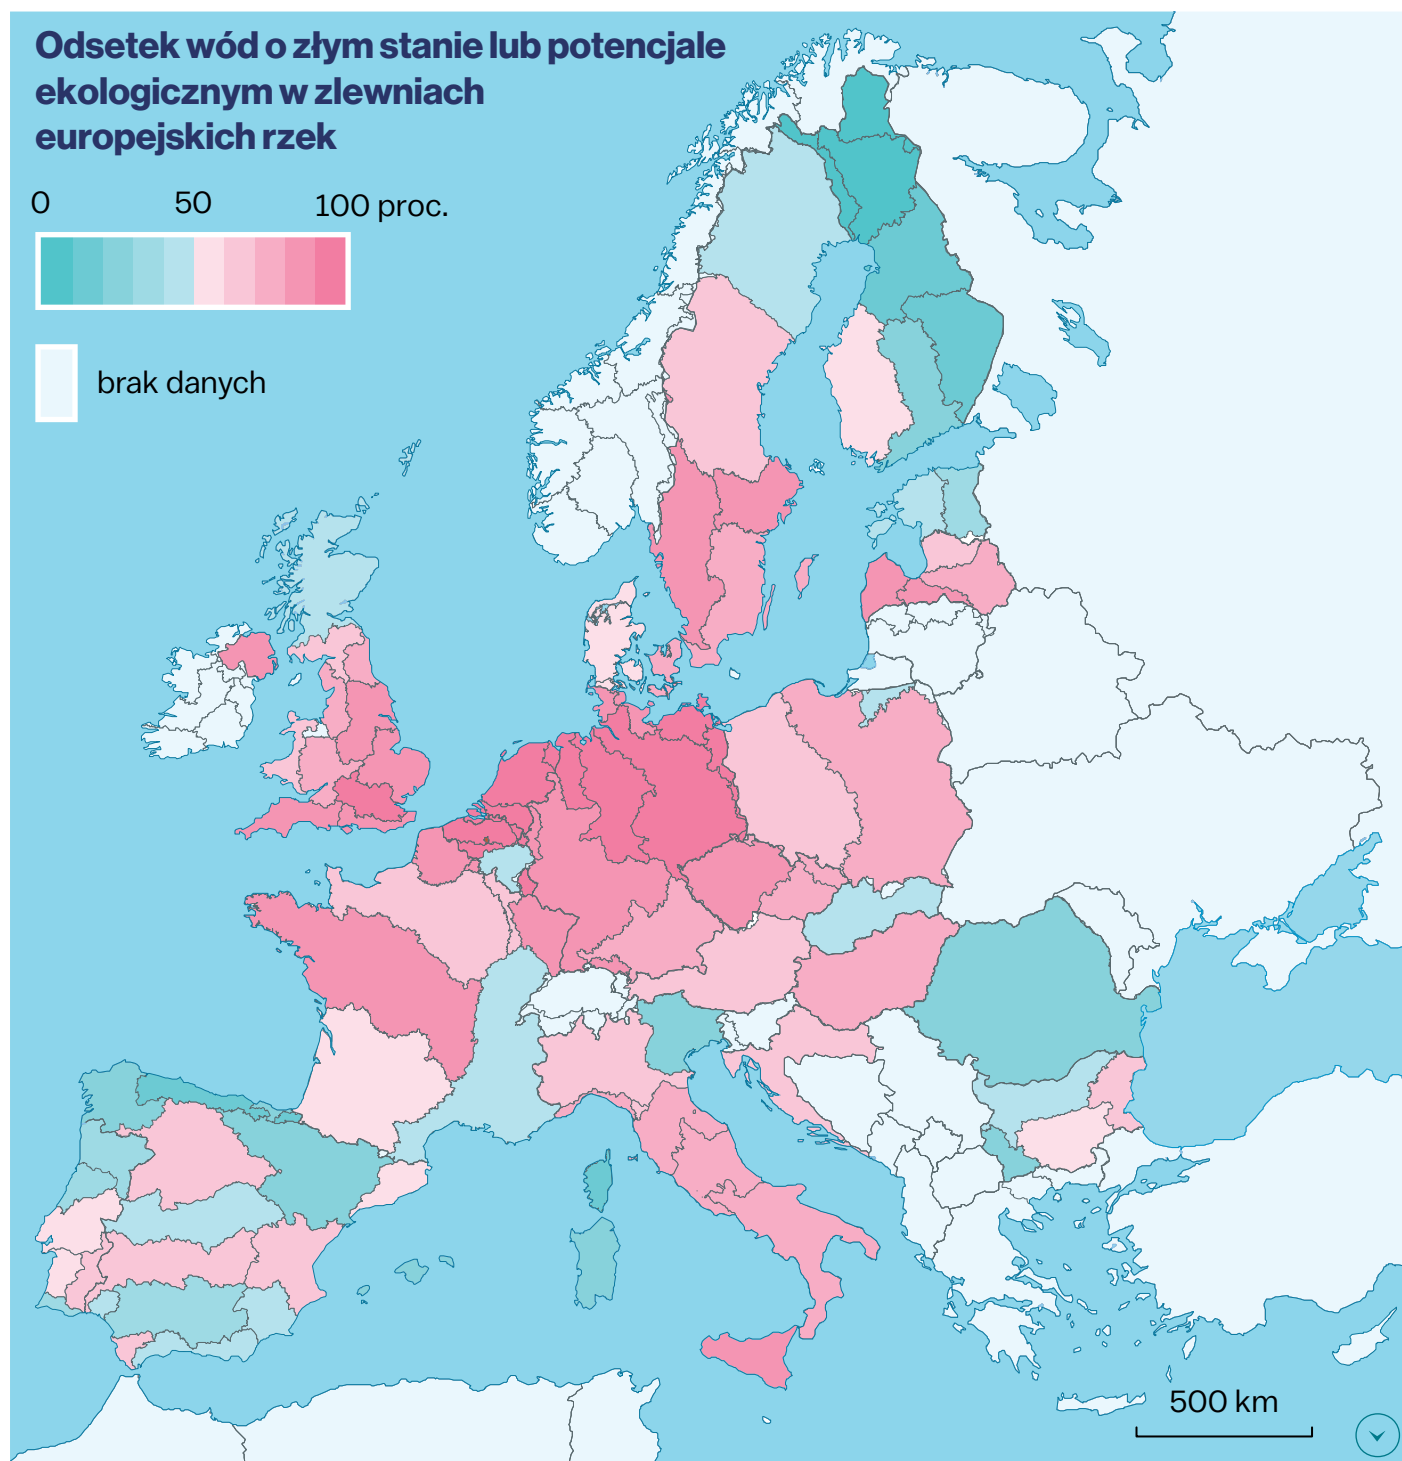 Odsetek wód o złym stanie lub potencjale
ekologicznym w zlewniach
europejskich rzek
0 50 100 proc.
brak danych
500 km